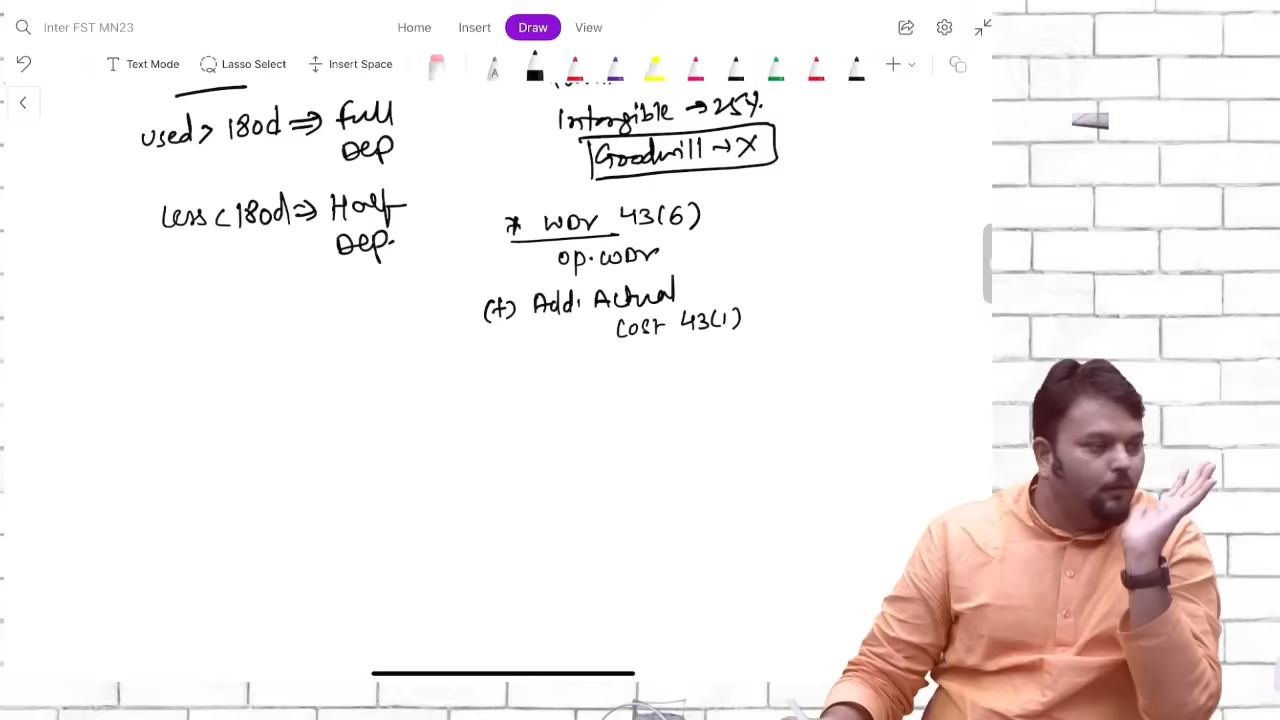 Inter FST MN23
Home
Insert
Draw
View
Text Mode
Lasso Select
Insert Space
used > 180d ⇒ Full
Dep
Less < 180d ⇒ Half
Dep.
Intangible → 25%.
Goodwill → X
* WDV 43(6)
op. WDV
(+) Add: Actual
Cost 43(1)